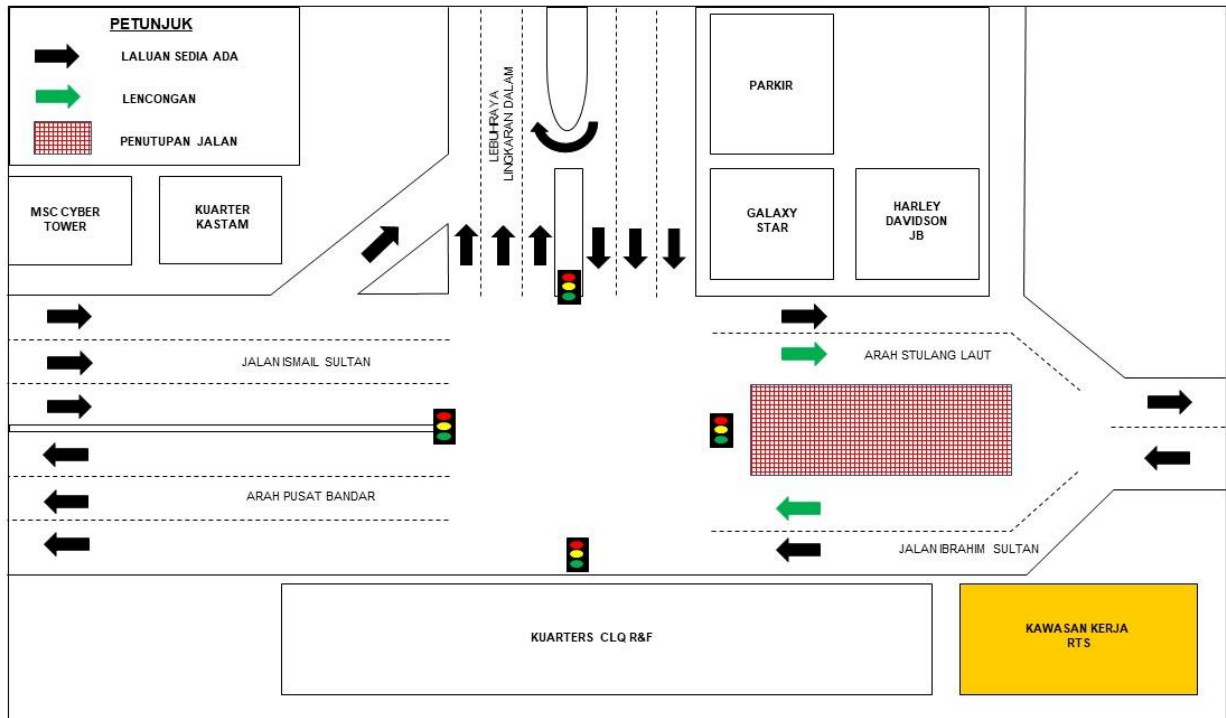 PETUNJUK
LALUAN SEDIA ADA
LENCONGAN
PENUTUPAN JALAN
MSC CYBER
TOWER
KUARTER
KASTAM
LEBUHRAYA
LINGKARAN DALAM
PARKIR
GALAXY
STAR
HARLEY
DAVIDSON
JB
JALAN ISMAIL SULTAN
ARAH STULANG LAUT
ARAH PUSAT BANDAR
JALAN IBRAHIM SULTAN
KUARTERS CLQ R&F
KAWASAN KERJA
RTS